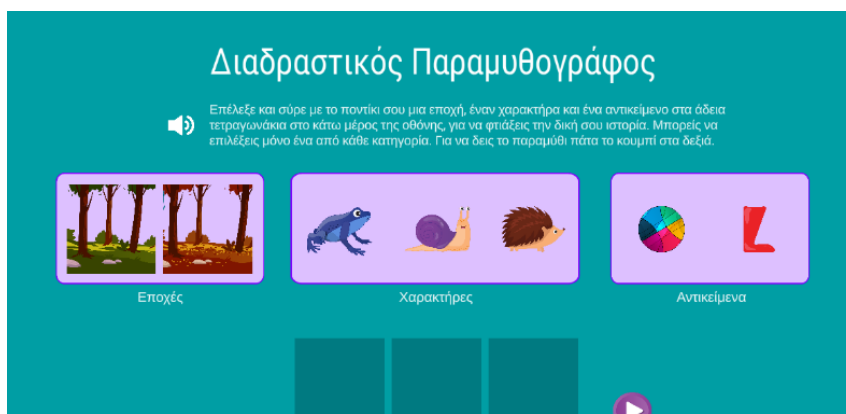 Διαδραστικός Παραμυθογράφος
Επέλεξε και σύρε με το ποντίκι σου μια εποχή, έναν χαρακτήρα και ένα αντικείμενο στα άδεια
τετραγωνάκια στο κάτω μέρος της οθόνης, για να φτιάξεις την δική σου ιστορία. Μπορείς να
επιλέξεις μόνο ένα από κάθε κατηγορία. Για να δεις το παραμύθι πάτα το κουμπί στα δεξιά.
Εποχές
Χαρακτήρες
Αντικείμενα